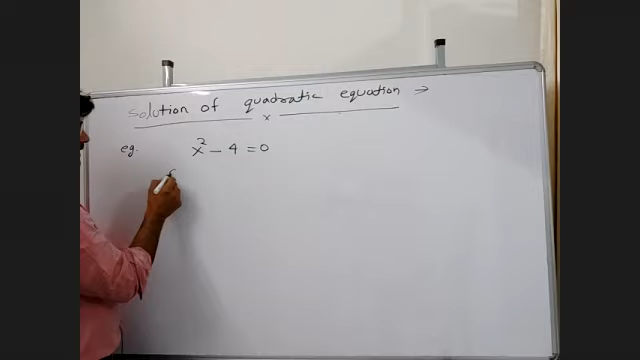 Solution of quadratic equation →
x
eg. x² - 4 = 0